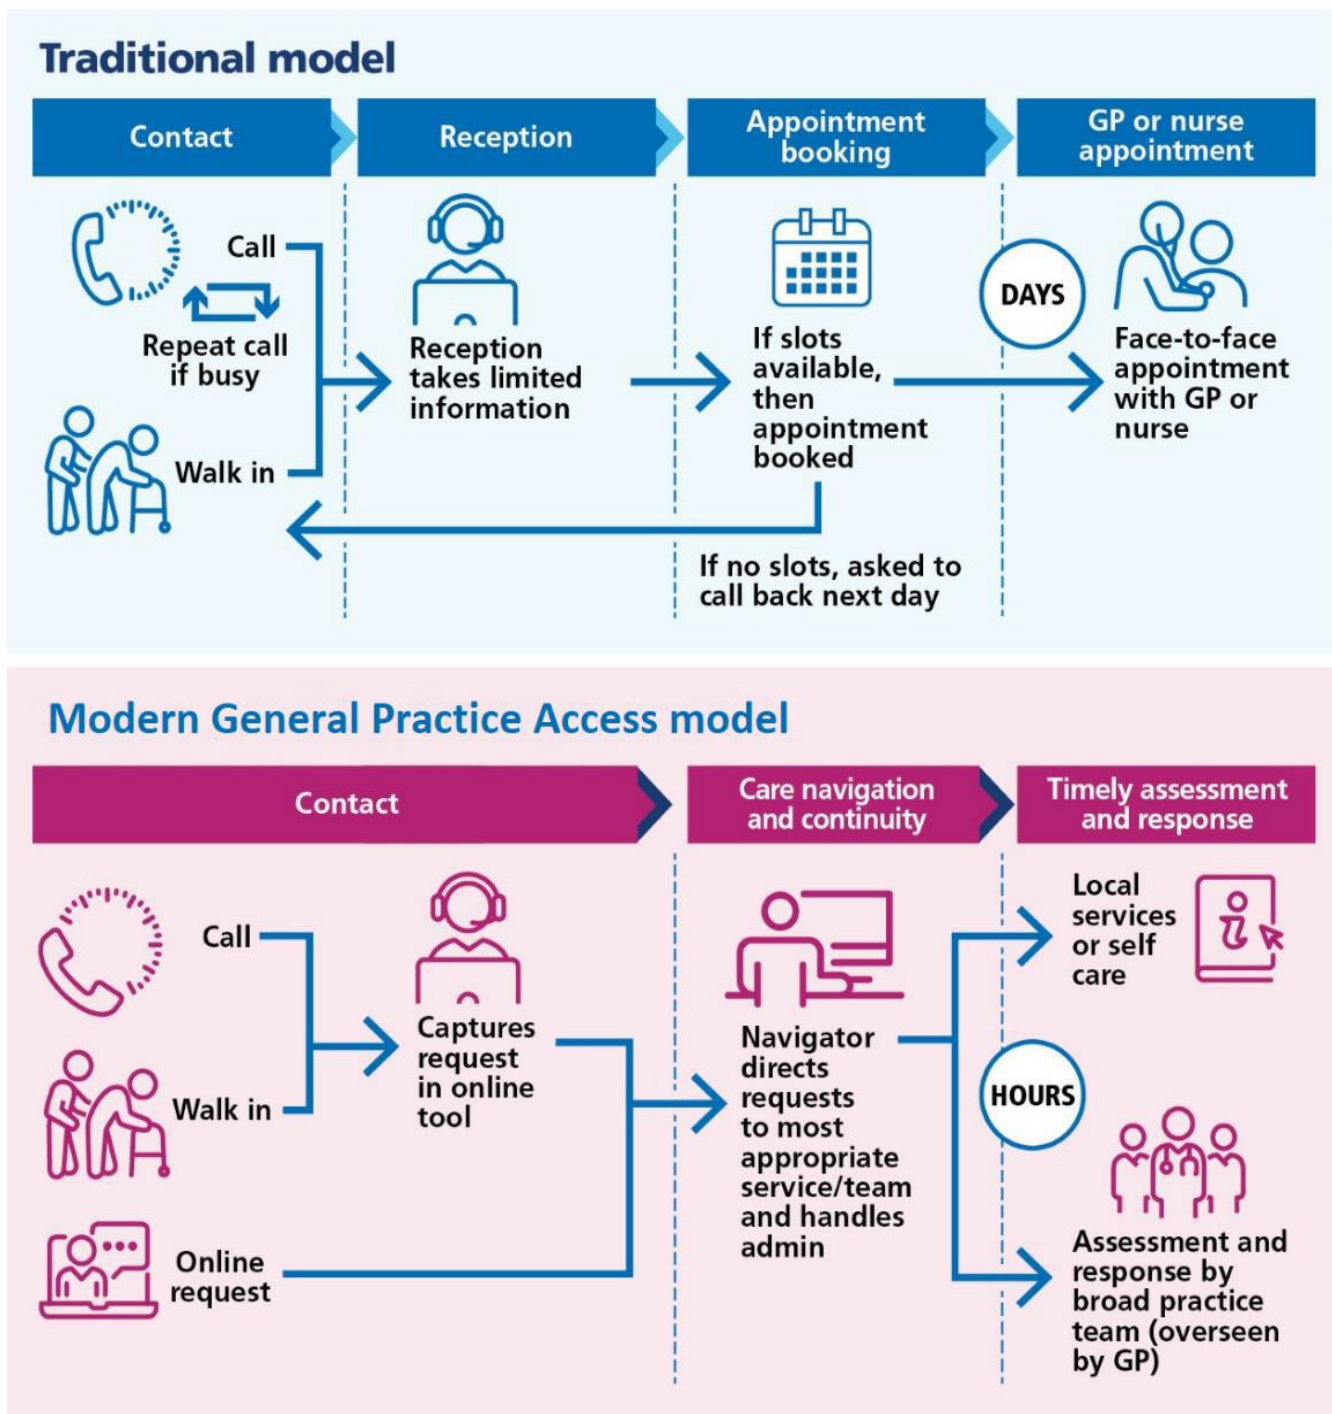 Traditional model
Contact
Reception
Appointment
booking
GP or nurse
appointment
Call
Repeat call
if busy
Walk in
Reception
takes limited
information
If slots
available,
then
appointment
booked
If no slots, asked to
call back next day
DAYS
Face-to-face
appointment
with GP or
nurse
Modern General Practice Access model
Contact
Care navigation
and continuity
Timely assessment
and response
Call
Walk in
Online
request
Captures
request
in online
tool
Navigator
directs
requests
to most
appropriate
service/team
and handles
admin
Local
services
or self
care
HOURS
Assessment and
response by
broad practice
team (overseen
by GP)